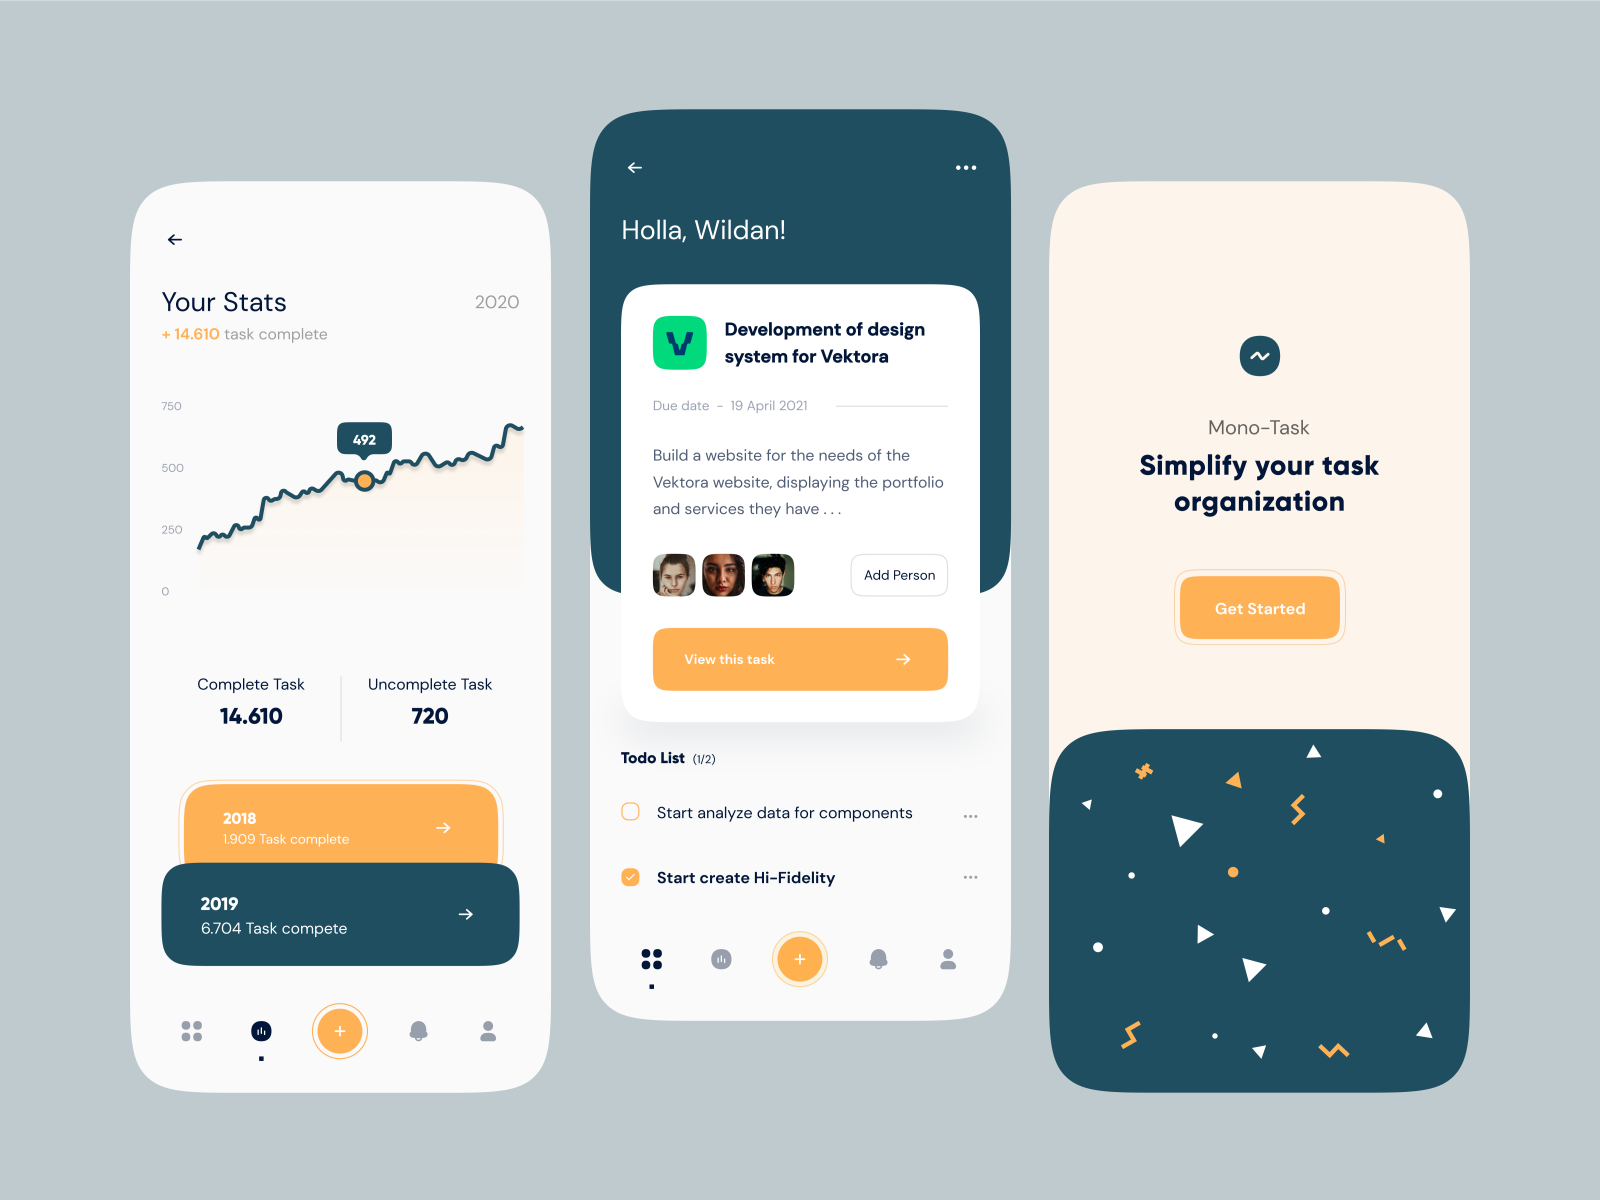 Your Stats
2020
+ 14.610 task complete
750
492
500
250
0
Complete Task
14.610
Uncomplete Task
720
2018
1.909 Task complete
2019
6.704 Task compete
Holla, Wildan!
V
Development of design
system for Vektora
Due date - 19 April 2021
Build a website for the needs of the
Vektora website, displaying the portfolio
and services they have . . .
Add Person
View this task
Todo List (1/2)
Start analyze data for components
Start create Hi-Fidelity
Mono-Task
Simplify your task
organization
Get Started